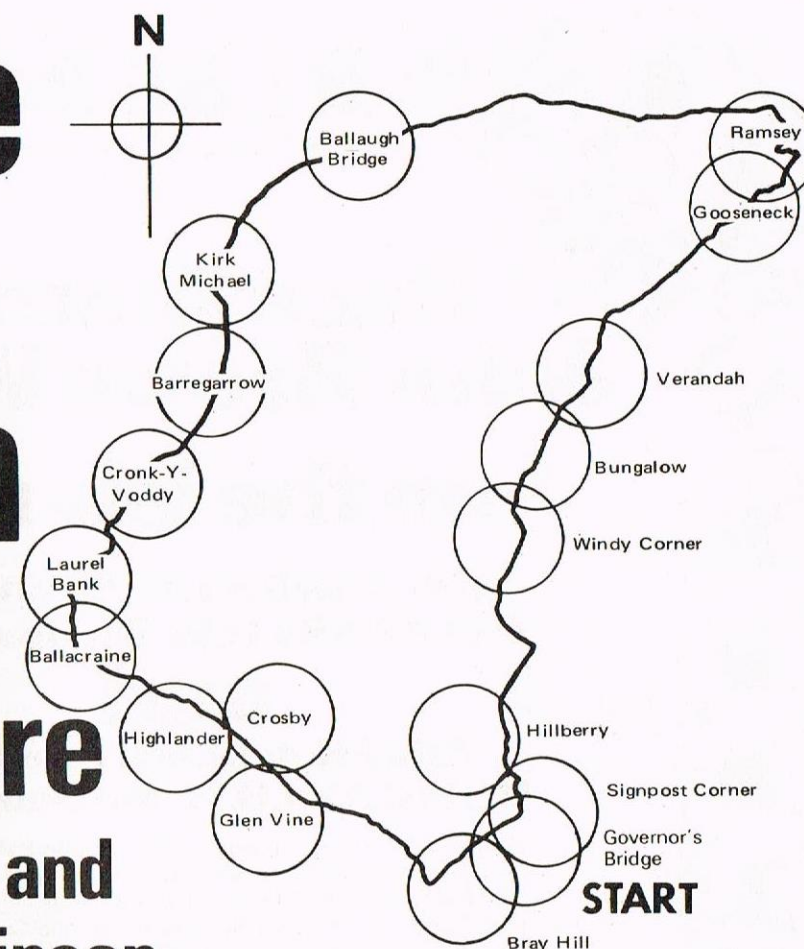 N
Ballaugh
Bridge
Ramsey
Gooseneck
Kirk
Michael
Barregarrow
Verandah
Cronk-Y-
Voddy
Bungalow
Windy Corner
Laurel
Bank
Ballacraine
Highlander
Crosby
Glen Vine
Hillberry
Signpost Corner
Governor's
Bridge
START
Bray Hill
re
and